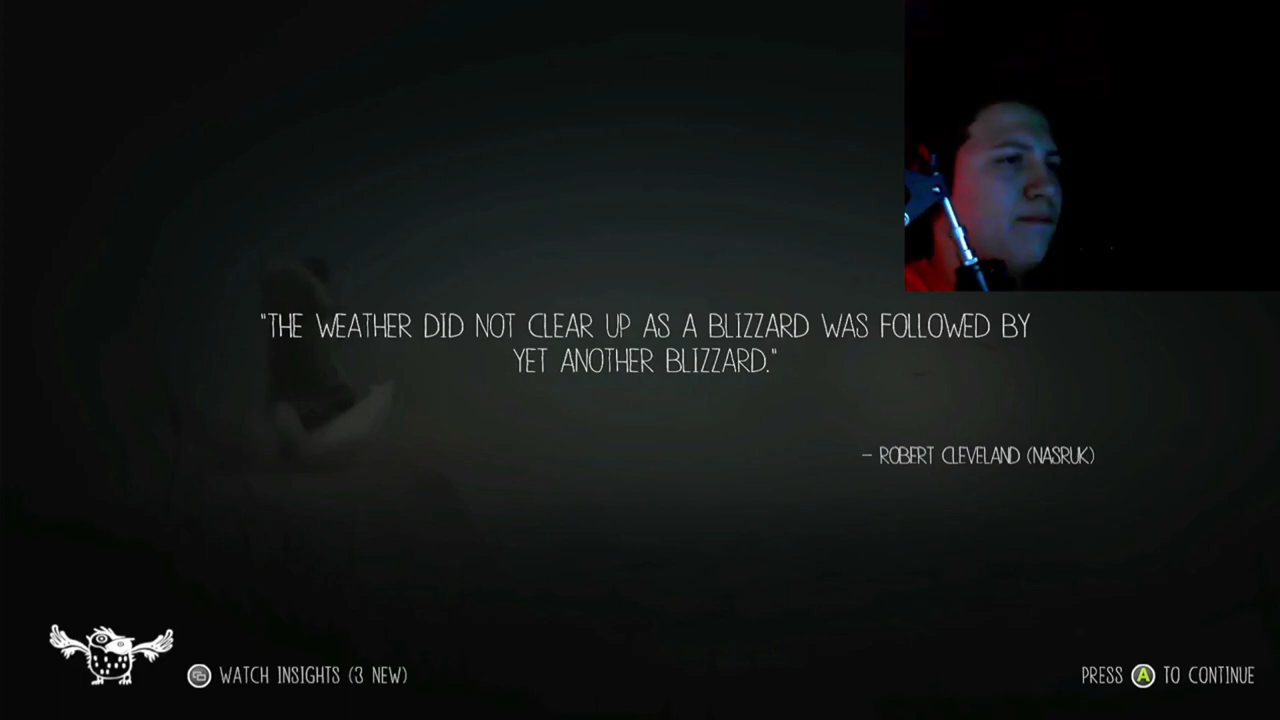 "THE WEATHER DID NOT CLEAR UP AS A BLIZZARD WAS FOLLOWED BY
YET ANOTHER BLIZZARD."
– ROBERT CLEVELAND (NASRUK)
WATCH INSIGHTS (3 NEW)
PRESS A TO CONTINUE